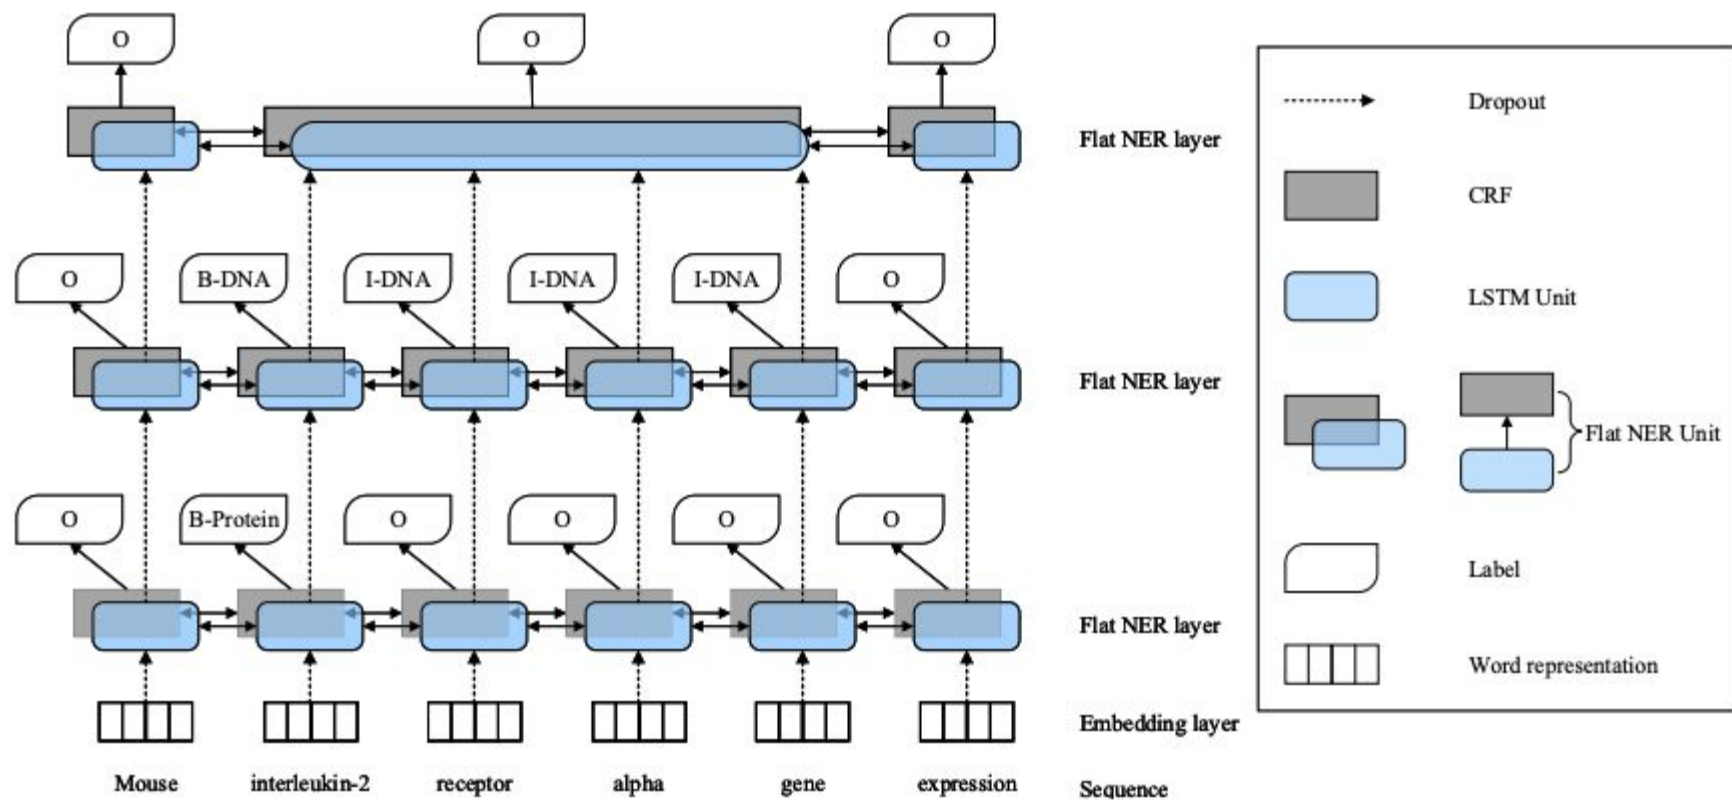 O O O
Flat NER layer
O B-DNA I-DNA I-DNA I-DNA O
Flat NER layer
O B-Protein O O O O
Flat NER layer
Embedding layer
Mouse interleukin-2 receptor alpha gene expression
Sequence
Dropout
CRF
LSTM Unit
Flat NER Unit
Label
Word representation